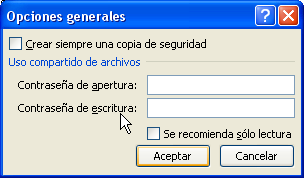 Opciones generales
Crear siempre una copia de seguridad
Uso compartido de archivos
Contraseña de apertura:
Contraseña de escritura:
Se recomienda sólo lectura
Aceptar Cancelar